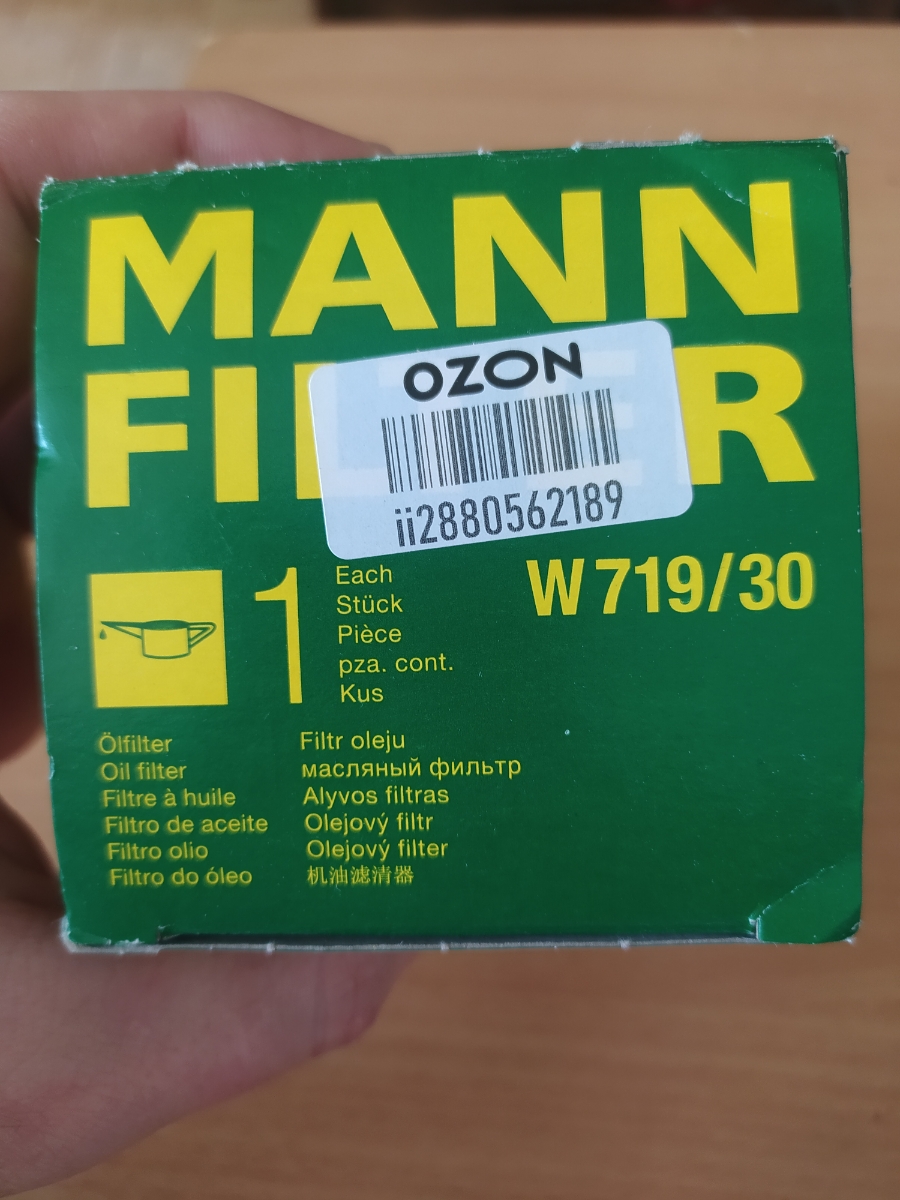 MANN
FILTER
OZON
ii2880562189
1
Each
Stück
Pièce
pza. cont.
Kus
W 719/30
Ölfilter
Oil filter
Filtre à huile
Filtro de aceite
Filtro olio
Filtro do óleo
Filtr oleju
масляный фильтр
Alyvos filtras
Olejový filtr
Olejový filter
机油滤清器